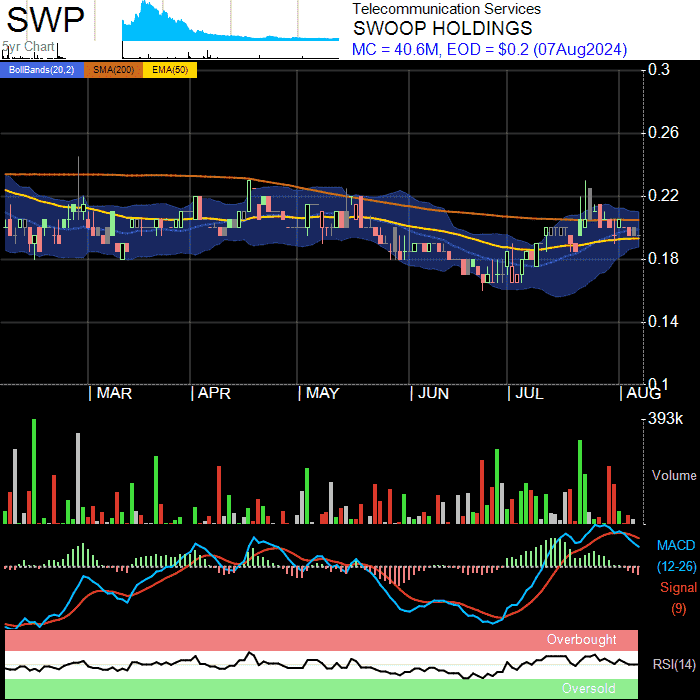 SWP
5yr Chart
Telecommunication Services
SWOOP HOLDINGS
MC = 40.6M, EOD = $0.2 (07Aug2024)
BollBands(20,2) SMA(200) EMA(50)
0.3
0.26
0.22
0.18
0.14
0.1
MAR APR MAY JUN JUL AUG
393k
Volume
MACD
(12-26)
Signal
(9)
Overbought
RSI(14)
Oversold